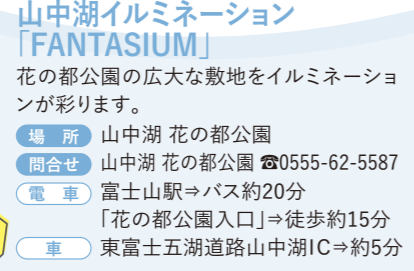 山中湖イルミネーション
「FANTASIUM」
花の都公園の広大な敷地をイルミネーショ
ンが彩ります。
場 所 山中湖 花の都公園
問合せ 山中湖 花の都公園 ☎0555-62-5587
電 車 富士山駅⇒バス約20分
「花の都公園入口」⇒徒歩約15分
車 東富士五湖道路山中湖IC⇒約5分